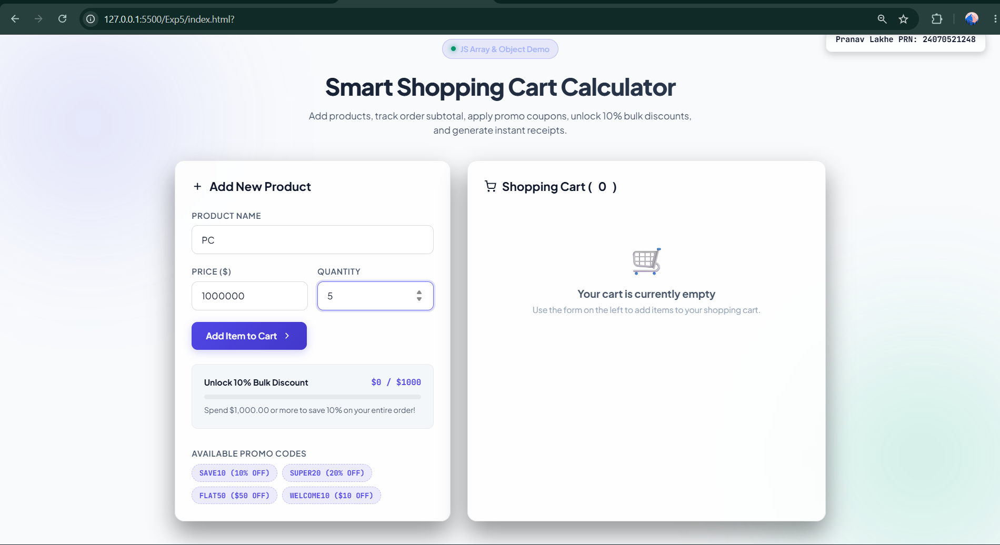 127.0.0.1:5500/Exp5/index.html?
Pranav Lakhe PRN: 24070521248
JS Array & Object Demo
Smart Shopping Cart Calculator
Add products, track order subtotal, apply promo coupons, unlock 10% bulk discounts,
and generate instant receipts.
Add New Product
PRODUCT NAME
PC
PRICE ($)
QUANTITY
1000000
5
Add Item to Cart
Unlock 10% Bulk Discount
$0 / $1000
Spend $1,000.00 or more to save 10% on your entire order!
AVAILABLE PROMO CODES
SAVE10 (10% OFF)
SUPER20 (20% OFF)
FLAT50 ($50 OFF)
WELCOME10 ($10 OFF)
Shopping Cart ( 0 )
Your cart is currently empty
Use the form on the left to add items to your shopping cart.